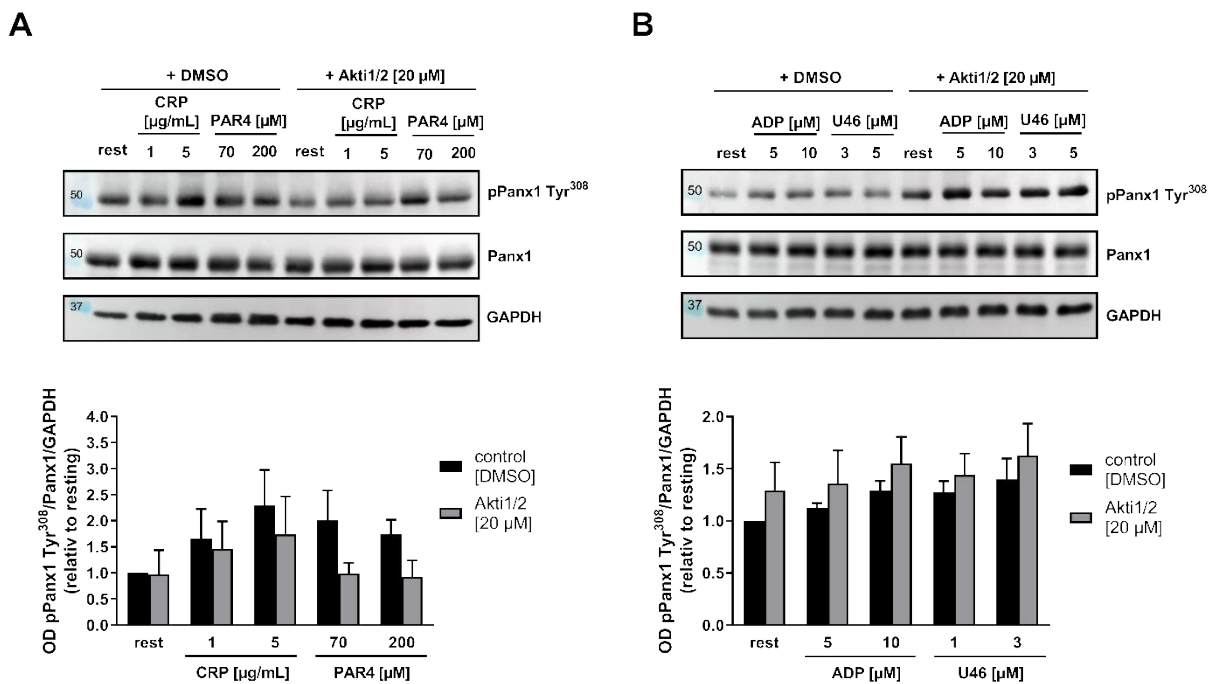 A
+ DMSO + Akti1/2 [20 µM]
CRP [µg/mL] PAR4 [µM] CRP [µg/mL] PAR4 [µM]
rest 1 5 70 200 rest 1 5 70 200
50 pPanx1 Tyr308
50 Panx1
37 GAPDH
OD pPanx1 Tyr308/Panx1/GAPDH
(relativ to resting)
4.0
3.5
3.0
2.5
2.0
1.5
1.0
0.5
0.0
rest 1 5 70 200
CRP [µg/mL] PAR4 [µM]
control
[DMSO]
Akti1/2
[20 µM]
B
+ DMSO + Akti1/2 [20 µM]
ADP [µM] U46 [µM] ADP [µM] U46 [µM]
rest 5 10 3 5 rest 5 10 3 5
50 pPanx1 Tyr308
50 Panx1
37 GAPDH
OD pPanx1 Tyr308/Panx1/GAPDH
(relativ to resting)
2.0
1.5
1.0
0.5
0.0
rest 5 10 1 3
ADP [µM] U46 [µM]
control
[DMSO]
Akti1/2
[20 µM]